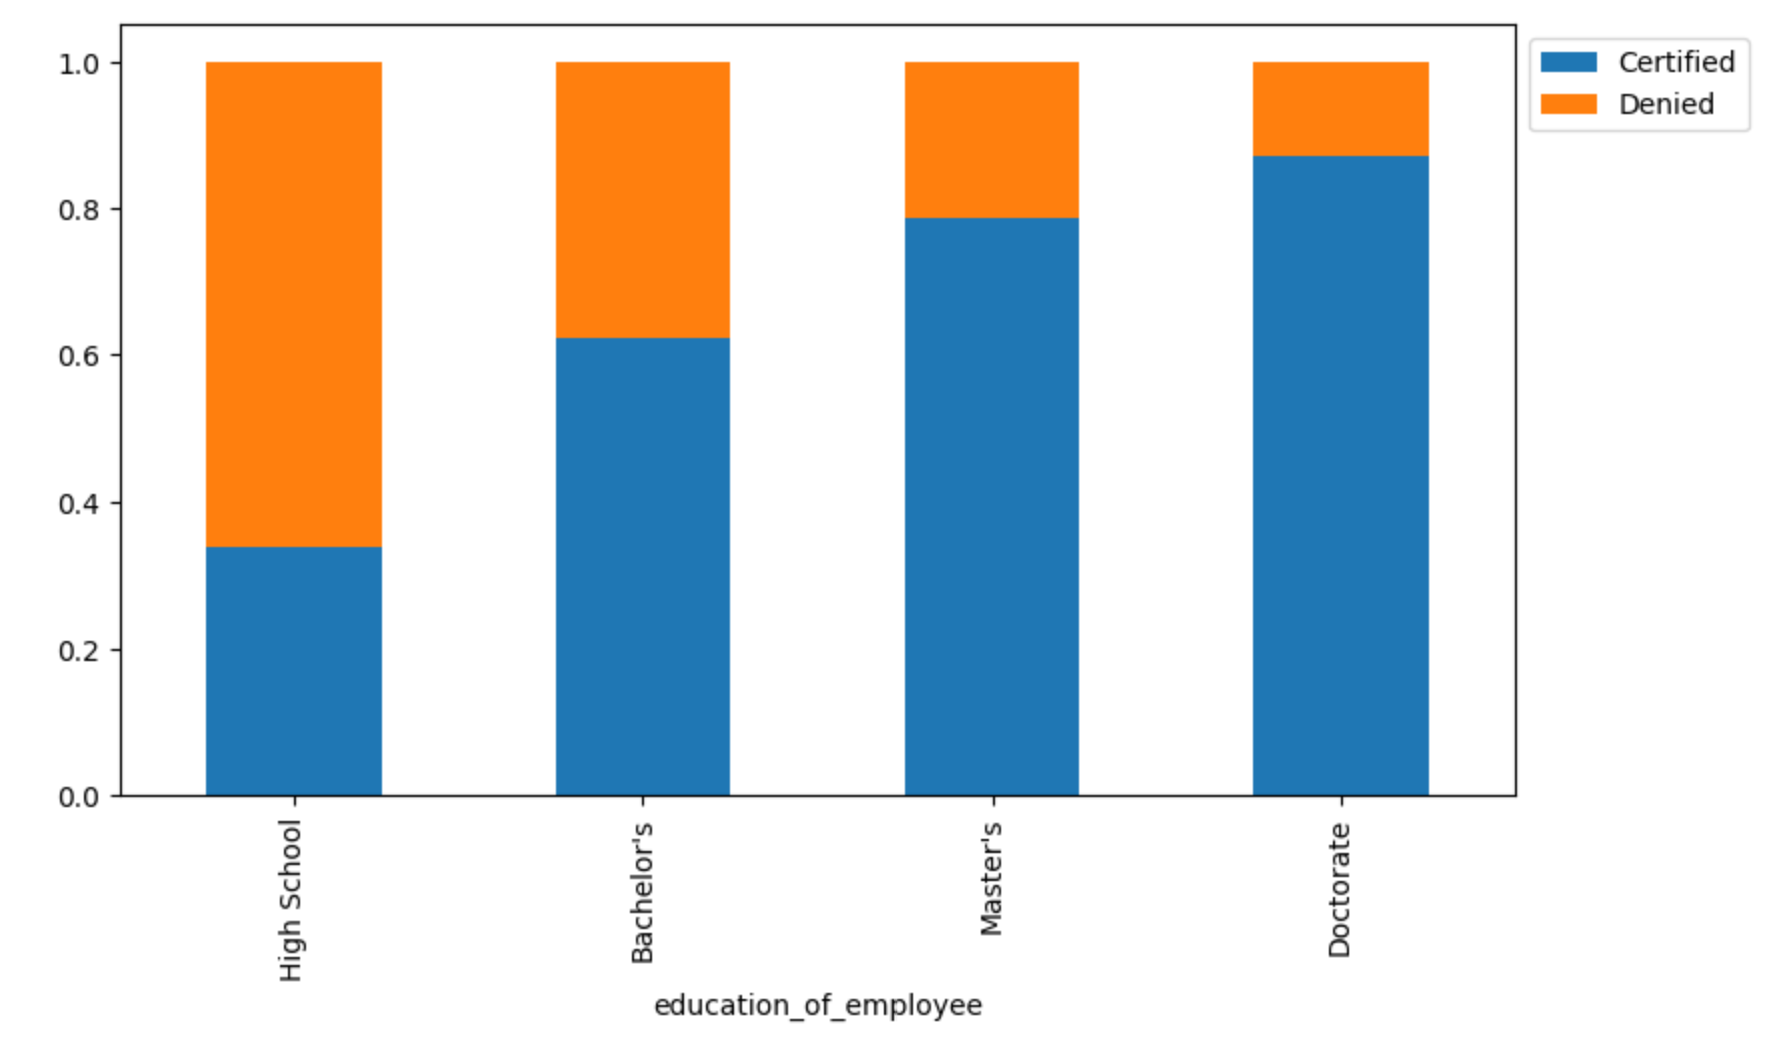 1.0
0.8
0.6
0.4
0.2
0.0
Certified
Denied
High School
Bachelor's
Master's
Doctorate
education_of_employee